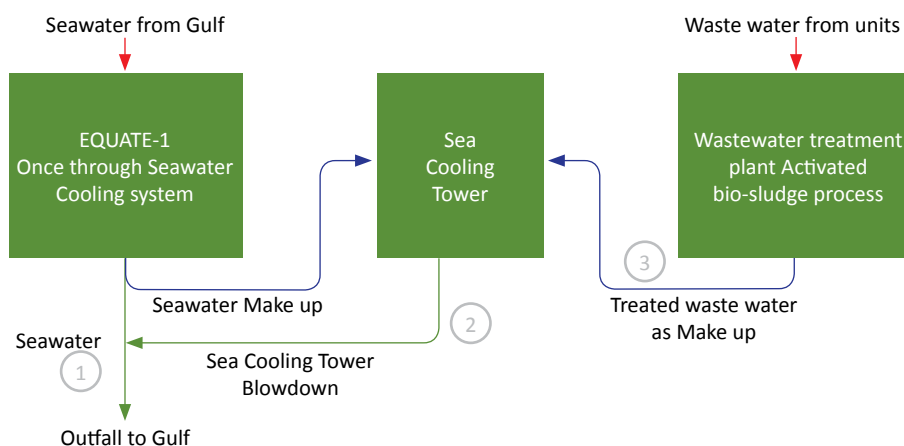 Seawater from Gulf
Waste water from units
EQUATE-1
Once through Seawater
Cooling system
Sea
Cooling
Tower
Wastewater treatment
plant Activated
bio-sludge process
Seawater Make up
3
Treated waste water
as Make up
2
Seawater
1
Sea Cooling Tower
Blowdown
Outfall to Gulf